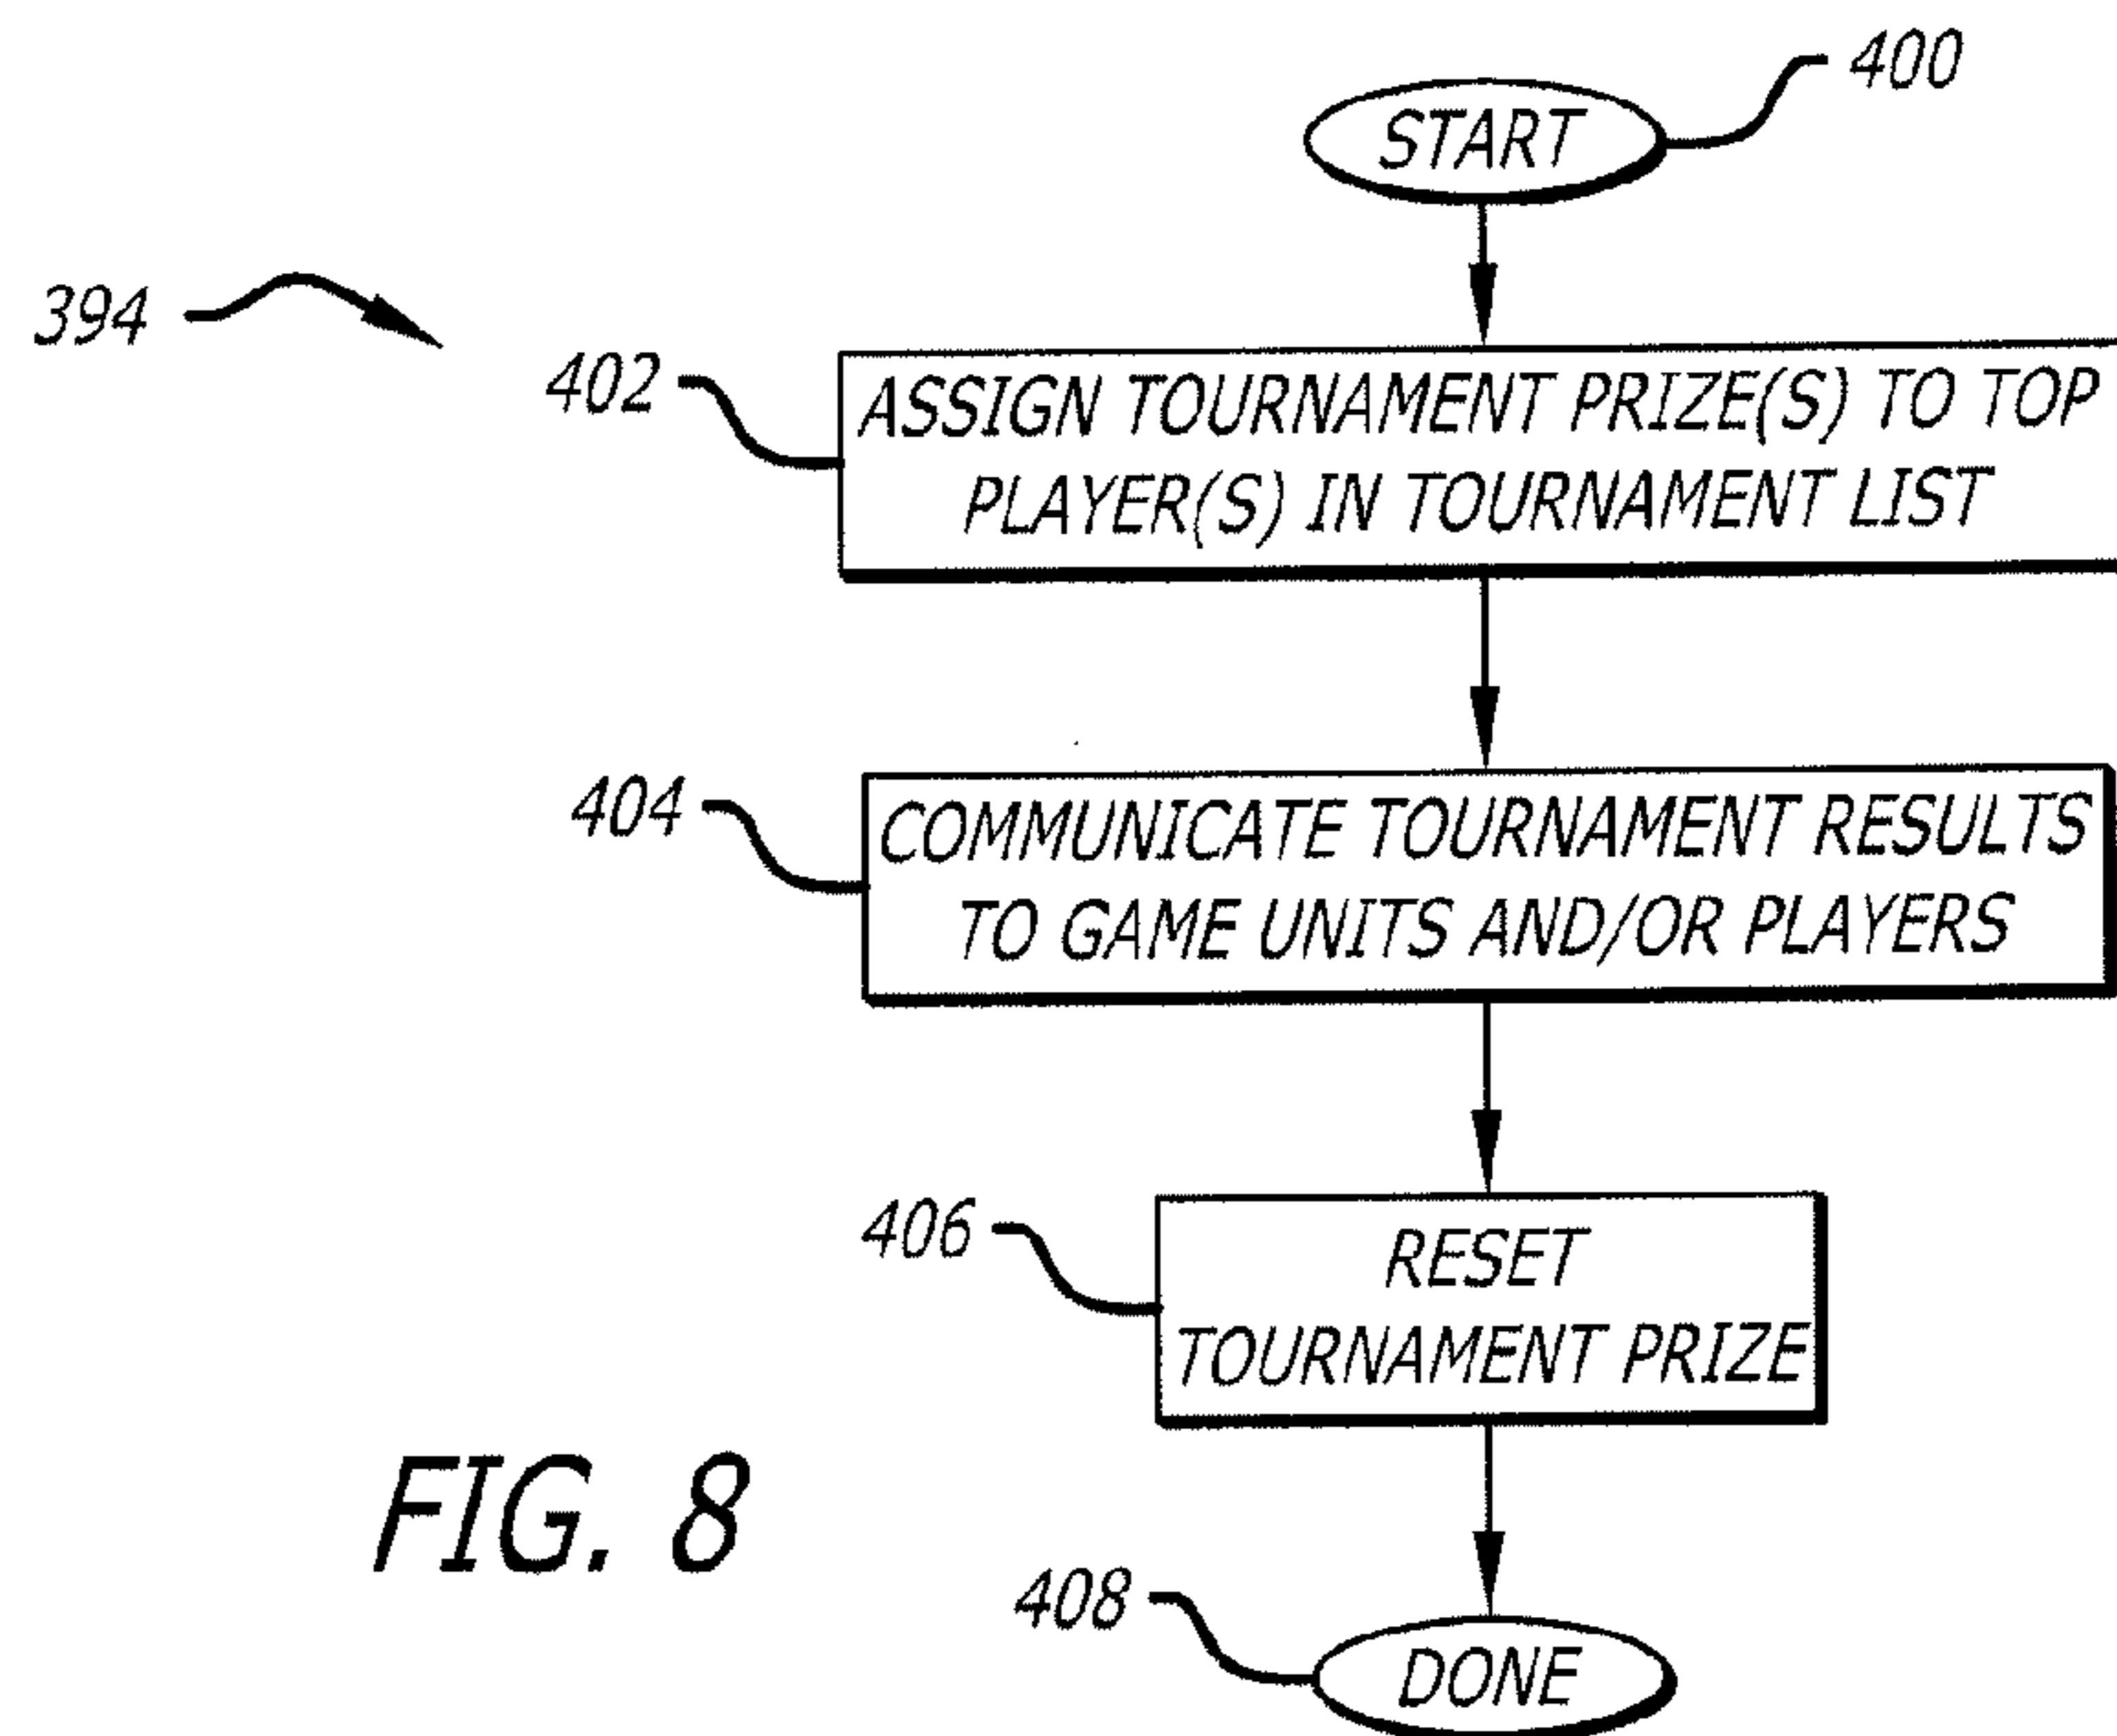 START
400
394
402
ASSIGN TOURNAMENT PRIZE(S) TO TOP
PLAYER(S) IN TOURNAMENT LIST
404
COMMUNICATE TOURNAMENT RESULTS
TO GAME UNITS AND/OR PLAYERS
406
RESET
TOURNAMENT PRIZE
FIG. 8
408
DONE